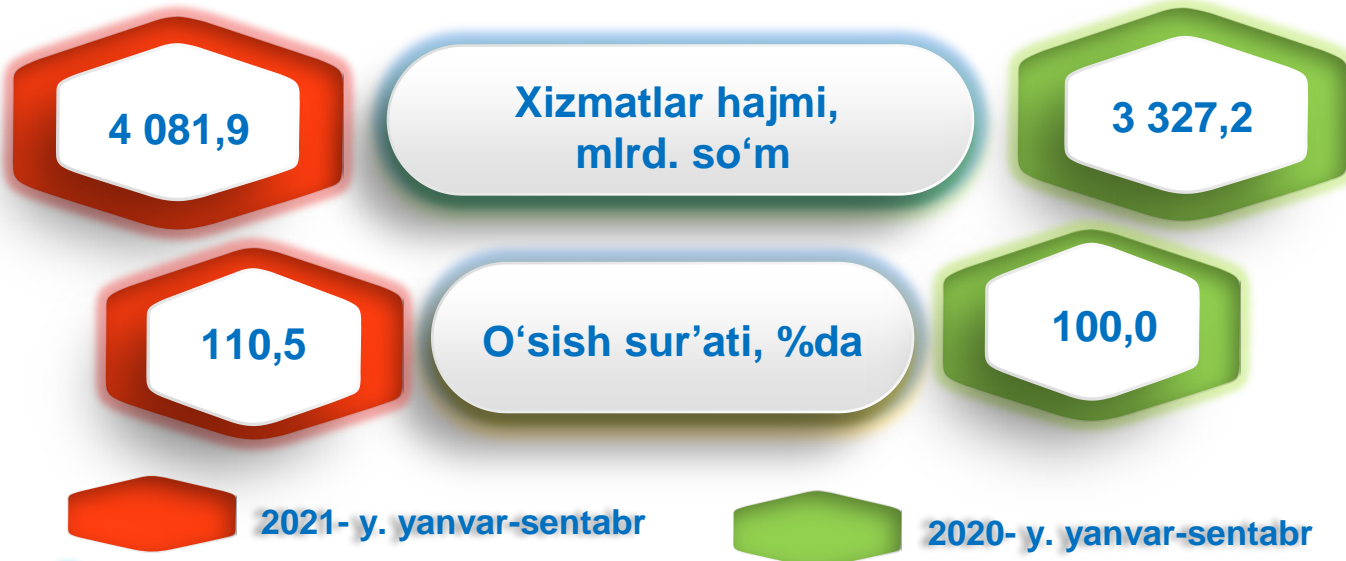 4 081,9
Xizmatlar hajmi,
mlrd. so‘m
3 327,2
110,5
O‘sish sur’ati, %da
100,0
2021- y. yanvar-sentabr
2020- y. yanvar-sentabr